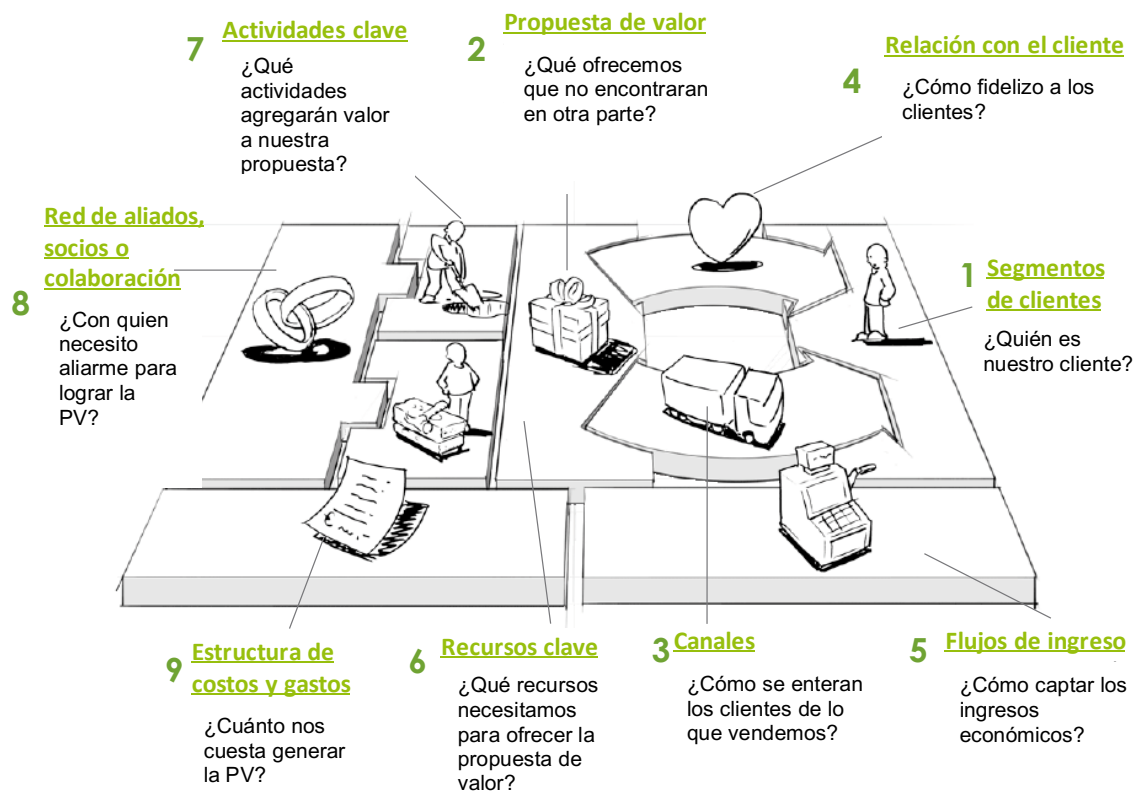 7
Actividades clave
¿Qué
actividades
agregarán valor
a nuestra
propuesta?
2
Propuesta de valor
¿Qué ofrecemos
que no encontraran
en otra parte?
4
Relación con el cliente
¿Cómo fidelizo a los
clientes?
8
Red de aliados,
socios o
colaboración
¿Con quien
necesito
aliarme para
lograr la
PV?
1
Segmentos
de clientes
¿Quién es
nuestro cliente?
9
Estructura de
costos y gastos
¿Cuánto nos
cuesta generar
la PV?
6
Recursos clave
¿Qué recursos
necesitamos
para ofrecer la
propuesta de
valor?
3
Canales
¿Cómo se enteran
los clientes de lo
que vendemos?
5
Flujos de ingreso
¿Cómo captar los
ingresos
económicos?